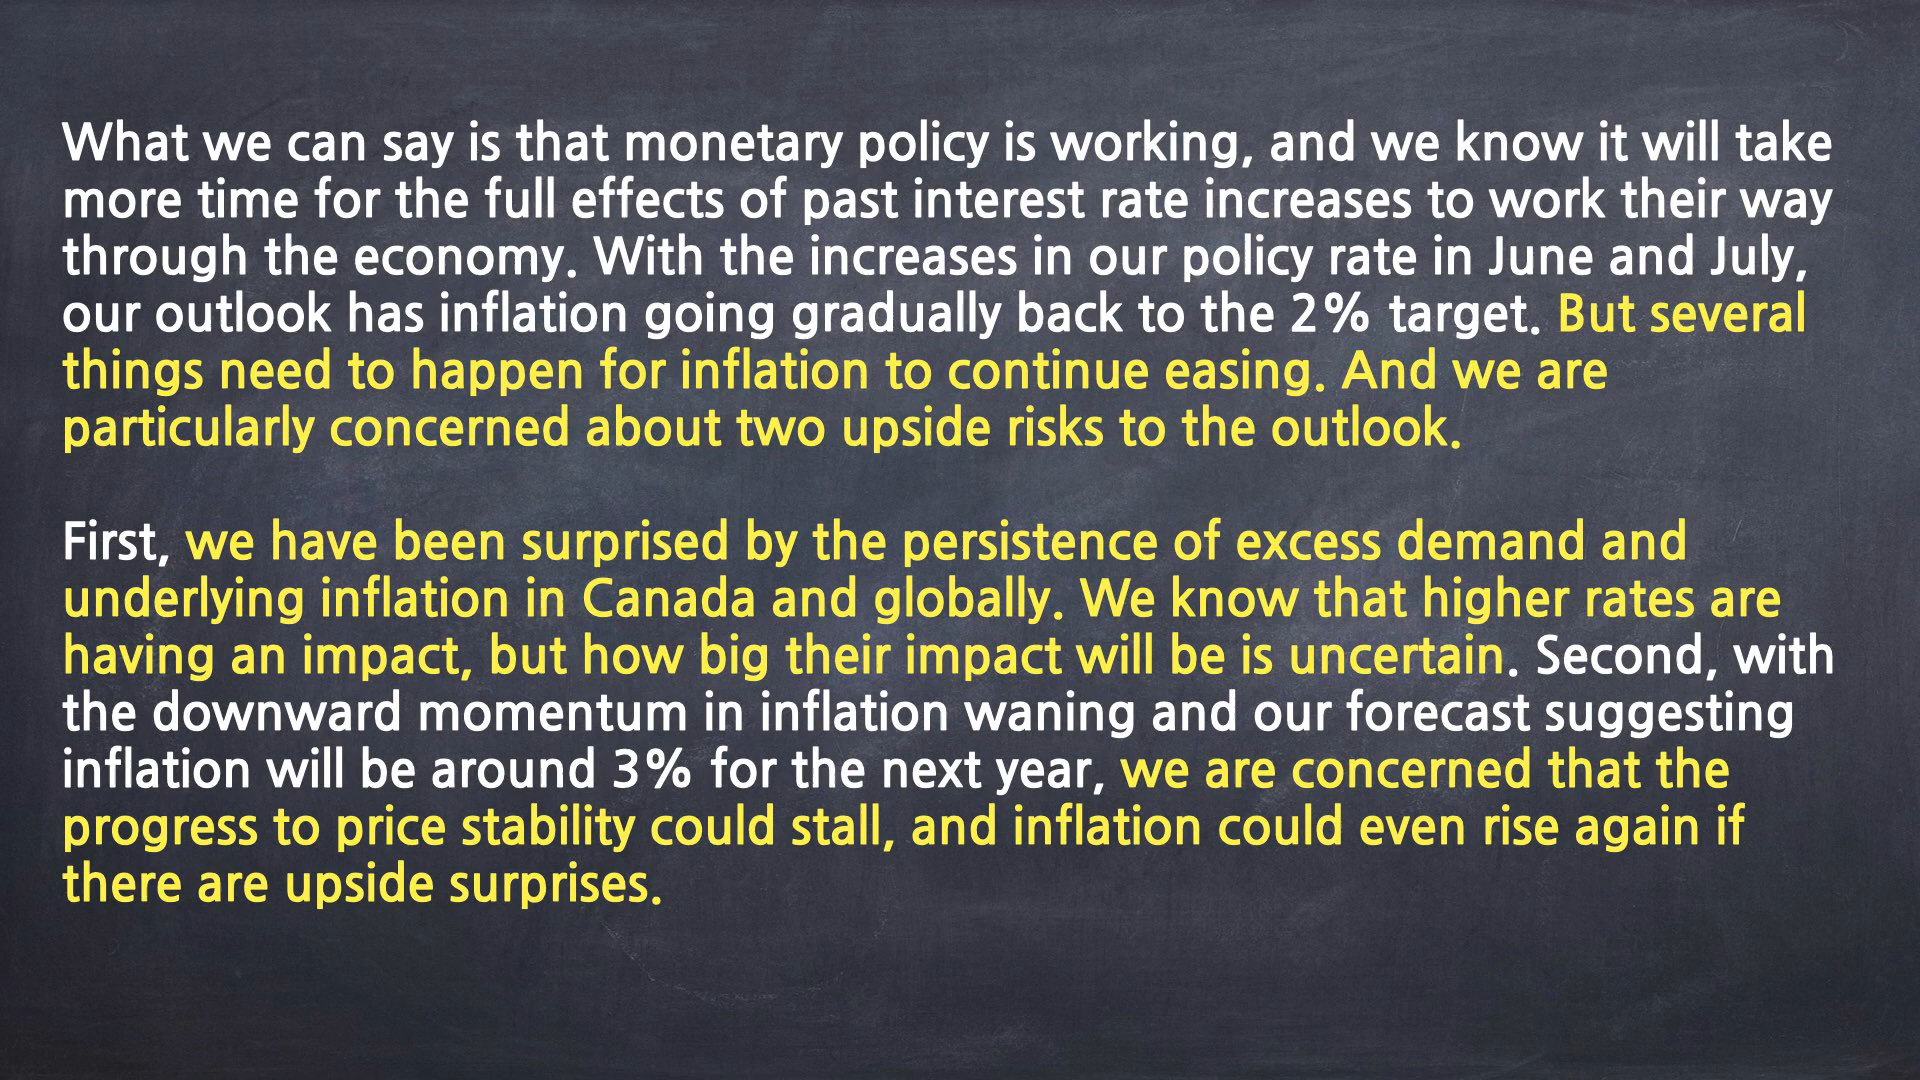 What we can say is that monetary policy is working, and we know it will take
more time for the full effects of past interest rate increases to work their way
through the economy. With the increases in our policy rate in June and July,
our outlook has inflation going gradually back to the 2% target. But several
things need to happen for inflation to continue easing. And we are
particularly concerned about two upside risks to the outlook.
First, we have been surprised by the persistence of excess demand and
underlying inflation in Canada and globally. We know that higher rates are
having an impact, but how big their impact will be is uncertain. Second, with
the downward momentum in inflation waning and our forecast suggesting
inflation will be around 3% for the next year, we are concerned that the
progress to price stability could stall, and inflation could even rise again if
there are upside surprises.